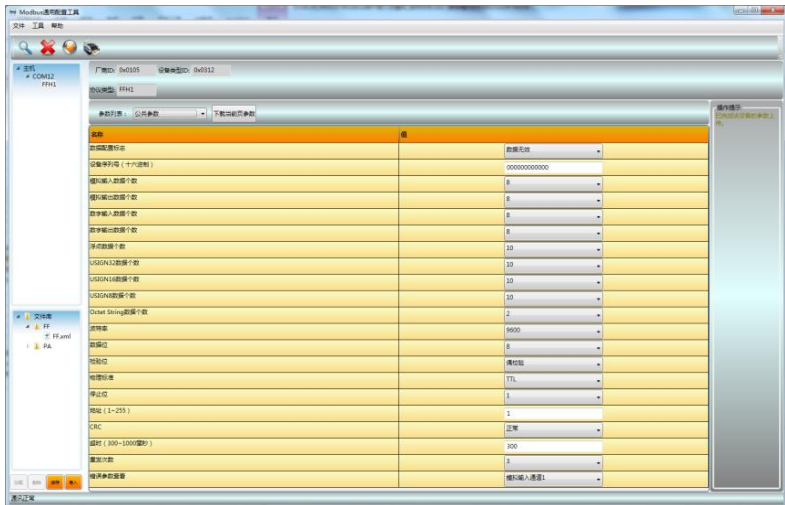 Modbus通用配置工具
文件 工具 帮助
主机
COM12
FFH1
厂商ID: 0x0105 设备类型ID: 0x0312
协议类型: FFH1
参数列表: 公共参数 下载当前页参数
操作提示
名称 值
数据配置标志 数据无效
设备序列号（十六进制） 000000000000
模拟输入数据个数 8
模拟输出数据个数 8
数字输入数据个数 8
数字输出数据个数 8
浮点数据个数 10
USIGN32数据个数 10
USIGN16数据个数 10
USIGN8数据个数 10
Octet String数据个数 2
波特率 9600
数据位 8
校验位 偶校验
物理标准 TTL
停止位 1
地址（1~255） 1
CRC 正常
超时（300~1000毫秒） 300
重发次数 3
错误参数查看 模拟输入通道1
文件库
FF
FF.xml
PA
通讯正常